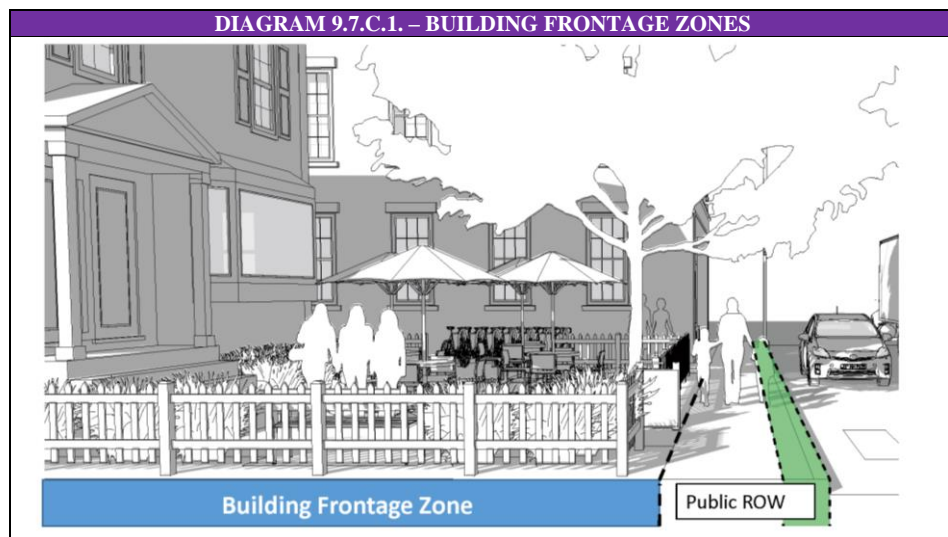 DIAGRAM 9.7.C.1. – BUILDING FRONTAGE ZONES
Building Frontage Zone
Public ROW